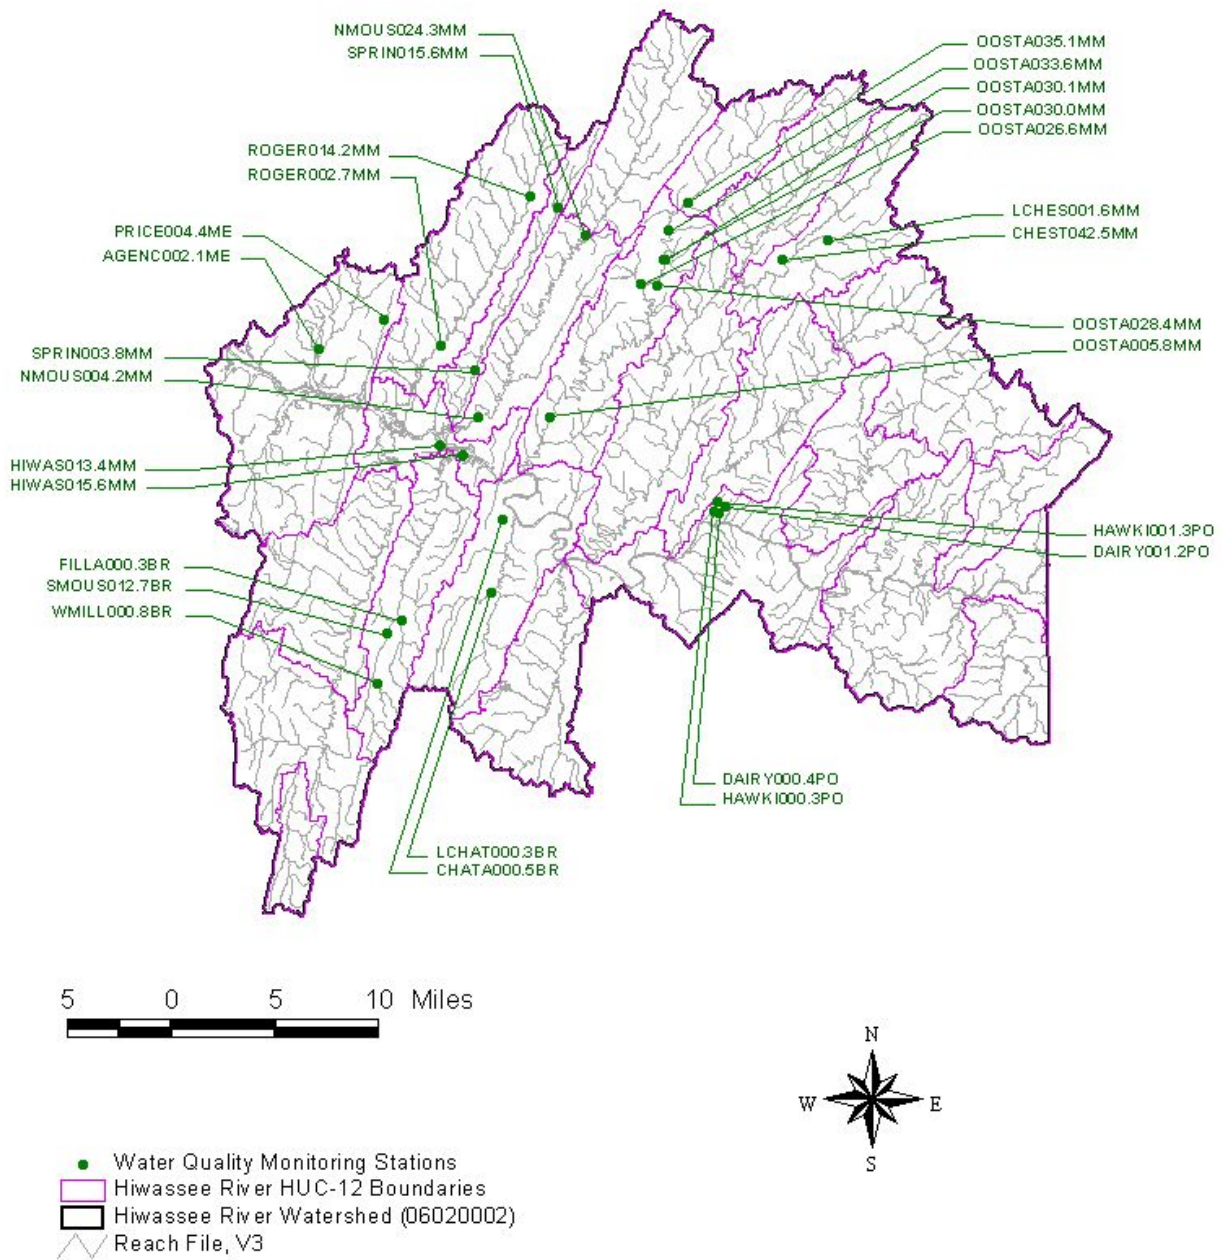 NMOUS024.3MM
SPRIN015.6MM
OOSTA035.1MM
OOSTA033.6MM
OOSTA030.1MM
OOSTA030.0MM
OOSTA026.6MM
ROGER014.2MM
ROGER002.7MM
LCHES001.6MM
CHEST042.5MM
PRICE004.4ME
AGENC002.1ME
OOSTA028.4MM
OOSTA005.8MM
SPRIN003.8MM
NMOUS004.2MM
HIWAS013.4MM
HIWAS015.6MM
HAWKI001.3PO
DAIRY001.2PO
FILLA000.3BR
SMOUS012.7BR
WMILL000.8BR
DAIRY000.4PO
HAWKI000.3PO
LCHAT000.3BR
CHATA000.5BR
5 0 5 10 Miles
N
W E
S
Water Quality Monitoring Stations
Hiwassee River HUC-12 Boundaries
Hiwassee River Watershed (06020002)
Reach File, V3